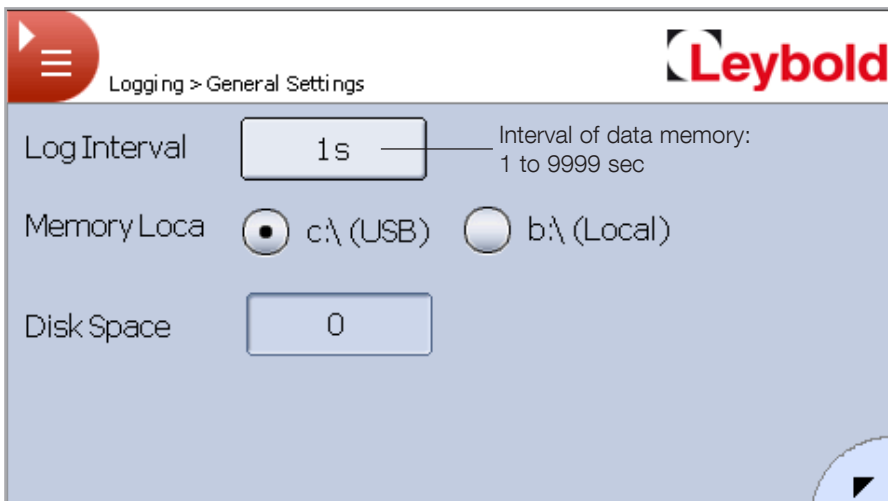 Leybold
Logging > General Settings
Log Interval
1s
Interval of data memory:
1 to 9999 sec
Memory Loca
c:\ (USB)
b:\ (Local)
Disk Space
0